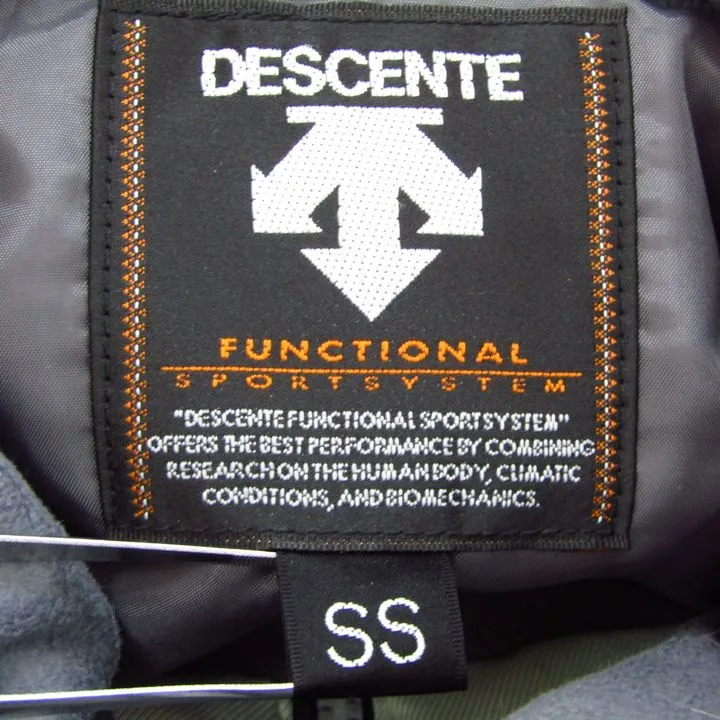 DESCENTE
FUNCTIONAL
SPORTSYSTEM
"DESCENTE FUNCTIONAL SPORTSYSTEM"
OFFERS THE BEST PERFORMANCE BY COMBINING
RESEARCH ON THE HUMAN BODY, CLIMATIC
CONDITIONS, AND BIOMECHANICS.
SS